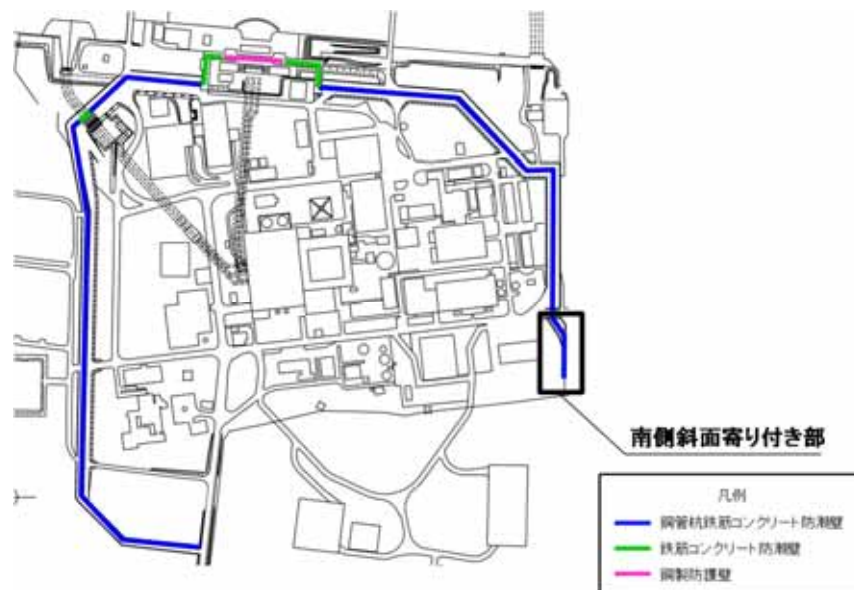 南側斜面寄り付き部
凡例
鋼管杭鉄筋コンクリート防潮壁
鉄筋コンクリート防潮壁
鋼製防護壁